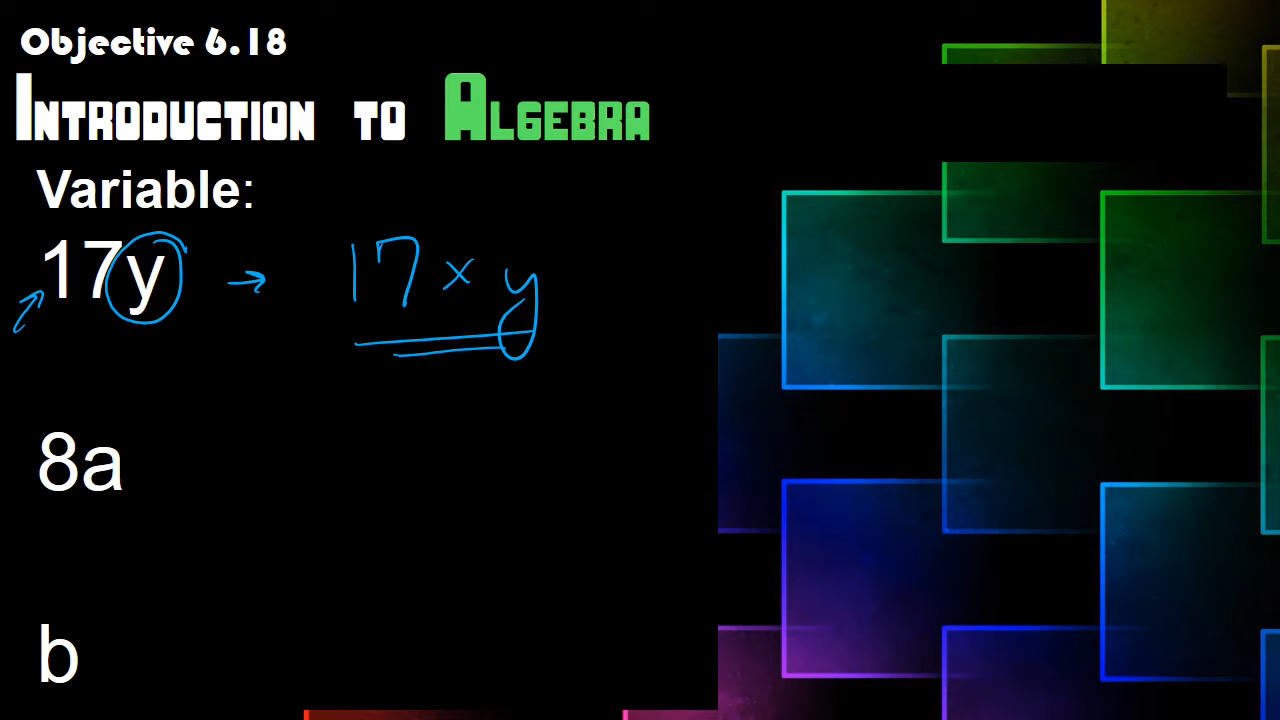 Objective 6.18
Introduction to Algebra
Variable:
17y → 17 × y
8a
b